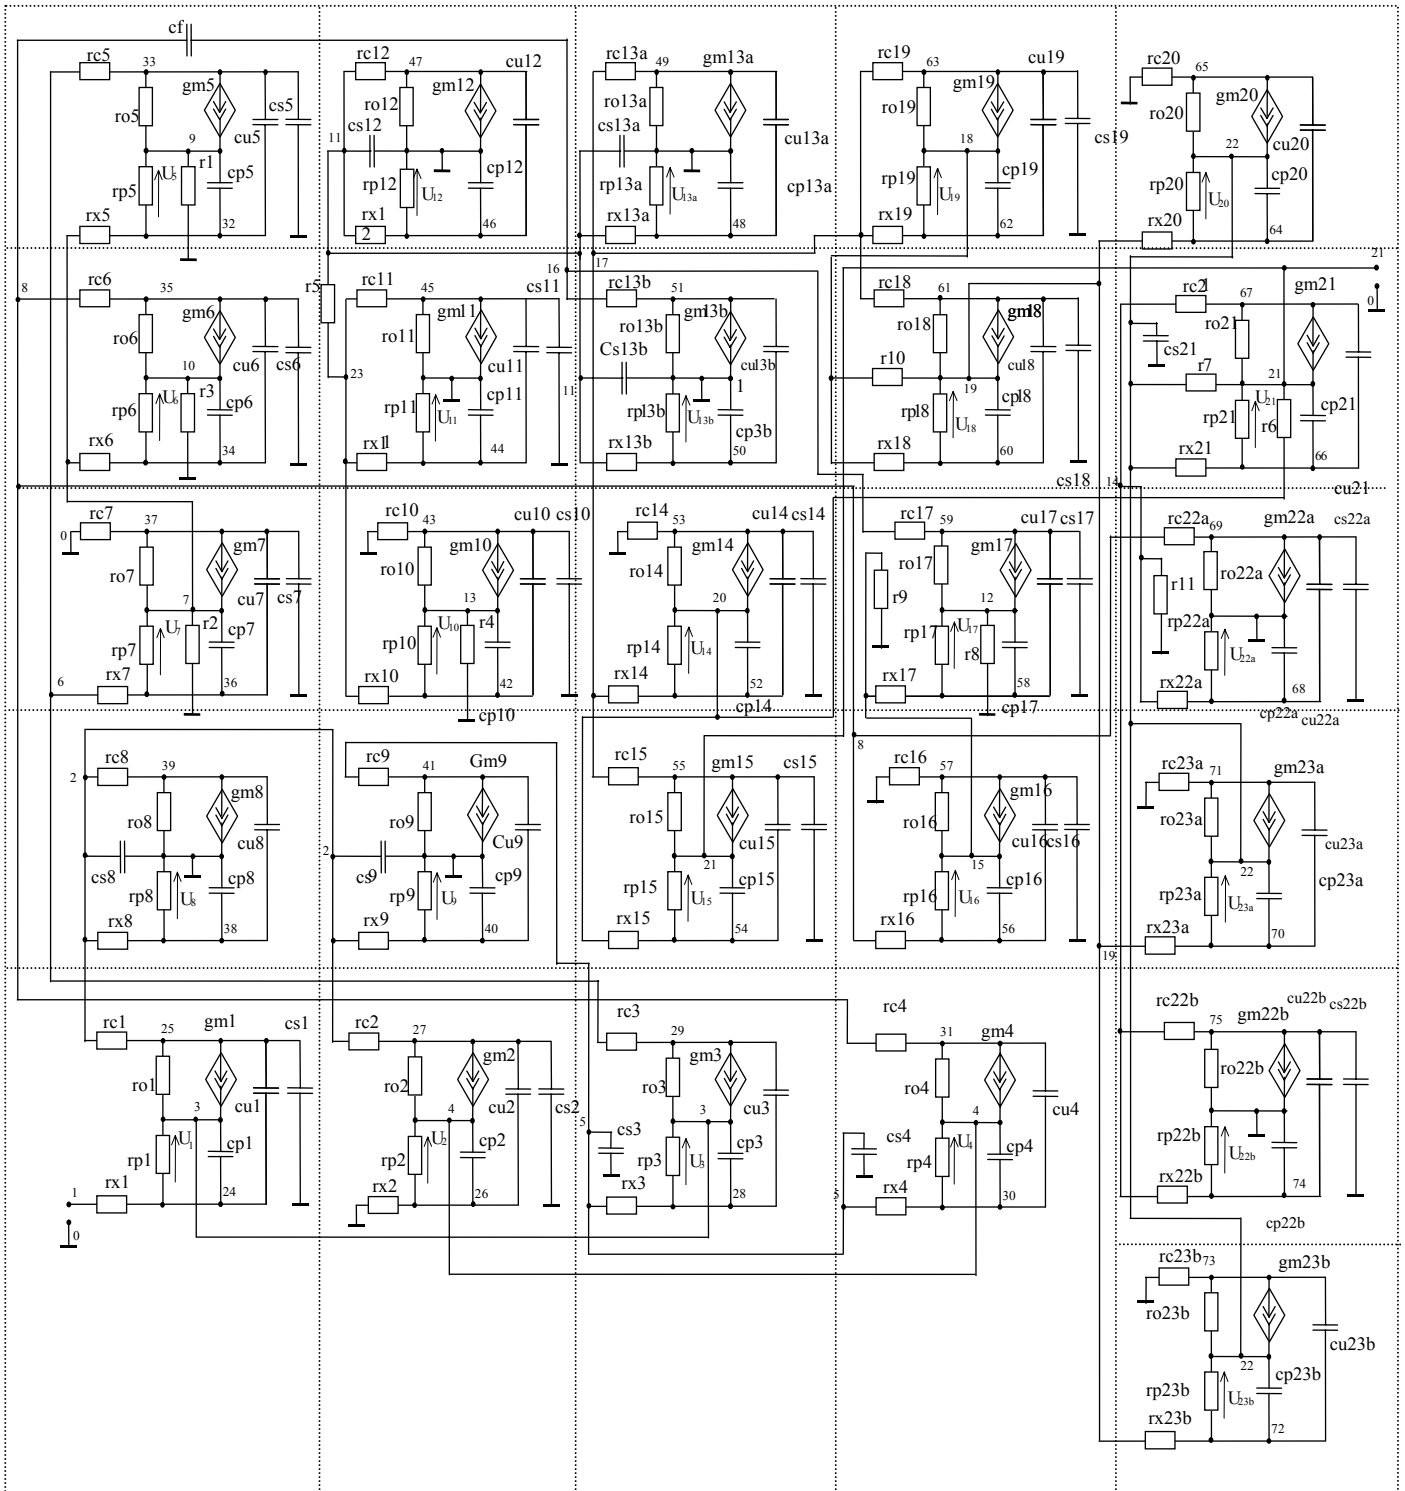 cf
rc5 33 gm5 ro5 cs5 cu5 9 r1 rp5 U5 cp5 rx5 32
rc12 47 cu12 gm12 ro12 cs12 11 cp12 rp12 U12 rx1 2 46
rc13a 49 gm13a ro13a cs13a cu13a rp13a U13a cp13a rx13a 48
rc19 63 cu19 gm19 ro19 cs19 18 rp19 U19 cp19 rx19 62
rc20 65 gm20 ro20 cu20 22 rp20 U20 cp20 rx20 64
8 rc6 35 gm6 ro6 cu6 cs6 10 r3 rp6 U6 cp6 rx6 34
r5 rc11 45 cs11 gm11 ro11 cu11 23 cp11 rp11 U11 11 rx11 44
16 17 rc13b 51 gm13b ro13b Cs13b cu13b 1 rp13b U13b cp3b rx13b 50
rc18 61 gm18 ro18 cu18 r10 19 rp18 U18 cp18 rx18 60 cs18
21 0 rc21 67 gm21 ro21 cs21 r7 21 rp21 U21 r6 cp21 rx21 66 cu21
14
rc7 37 0 gm7 ro7 cu7 cs7 7 r2 rp7 U7 cp7 6 rx7 36
rc10 43 cu10 cs10 gm10 ro10 13 r4 rp10 U10 rx10 42 cp10
rc14 53 cu14 cs14 gm14 ro14 20 rp14 U14 rx14 52 cp14
rc17 59 cu17 cs17 gm17 ro17 r9 12 rp17 U17 r8 rx17 58 cp17
rc22a 69 gm22a cs22a ro22a r11 rp22a U22a rx22a 68 cp22a cu22a
2 rc8 39 gm8 ro8 cu8 cs8 rp8 U8 cp8 rx8 38
rc9 41 Gm9 ro9 Cu9 2 cs9 rp9 U9 cp9 rx9 40
rc15 55 gm15 cs15 ro15 cu15 21 rp15 U15 cp15 rx15 54
8 rc16 57 gm16 ro16 cu16 cs16 15 rp16 U16 cp16 rx16 56
rc23a 71 gm23a ro23a cu23a 22 rp23a U23a cp23a rx23a 70 19
rc1 25 gm1 cs1 ro1 cu1 3 rp1 U1 cp1 1 rx1 24 0
rc2 27 gm2 ro2 cu2 cs2 4 rp2 U2 cp2 rx2 26
rc3 29 gm3 ro3 cu3 5 cs3 3 rp3 U3 cp3 rx3 28
rc4 31 gm4 ro4 cu4 4 cs4 rp4 U4 cp4 5 rx4 30
rc22b 75 gm22b cu22b cs22b ro22b rp22b U22b rx22b 74 cp22b
rc23b 73 gm23b ro23b cu23b 22 rp23b U23b cp23b rx23b 72